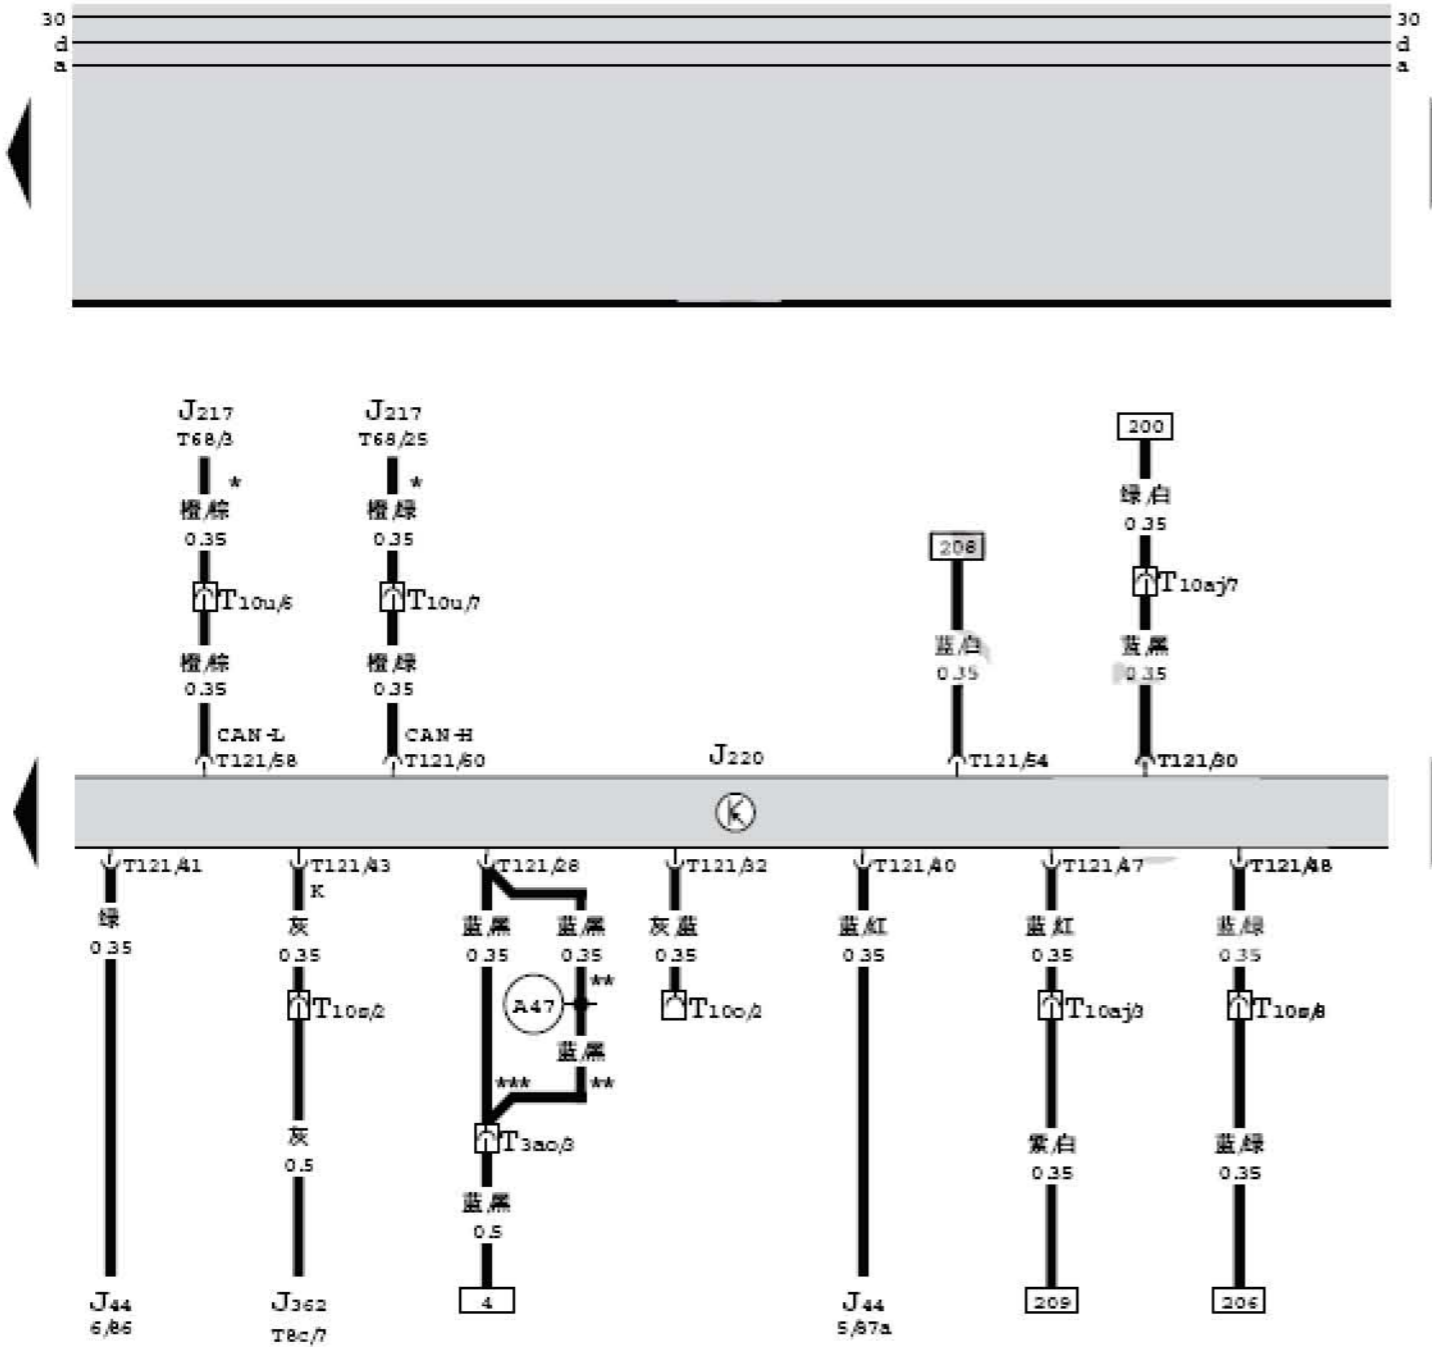 30 30
d d
a a
J217 J217
T68/3 T68/25
200
* *
绿/白
橙/棕 橙/绿
0.35
0.35 0.35
208
T10aj/7
T10u/6 T10u/7
蓝/白 蓝/黑
橙/棕 橙/绿
0.35 0.35
0.35 0.35
CAN-L CAN-H
J220
T121/58 T121/60 T121/54 T121/30
K
T121/41 T121/43 T121/28 T121/32 T121/40 T121/47 T121/48
K
绿 灰 蓝/黑 蓝/黑 灰/蓝 蓝/红 蓝/红 蓝/绿
0.35 0.35 0.35 0.35 0.35 0.35 0.35 0.35
**
T10s/2 A47 T10o/2 T10aj/3 T10s/8
蓝/黑
*** **
灰 T3ao/3 紫/白 蓝/绿
0.5 0.35 0.35
蓝/黑
0.5
J44 J362 4 J44 209 206
6/86 T8c/7 5/87a